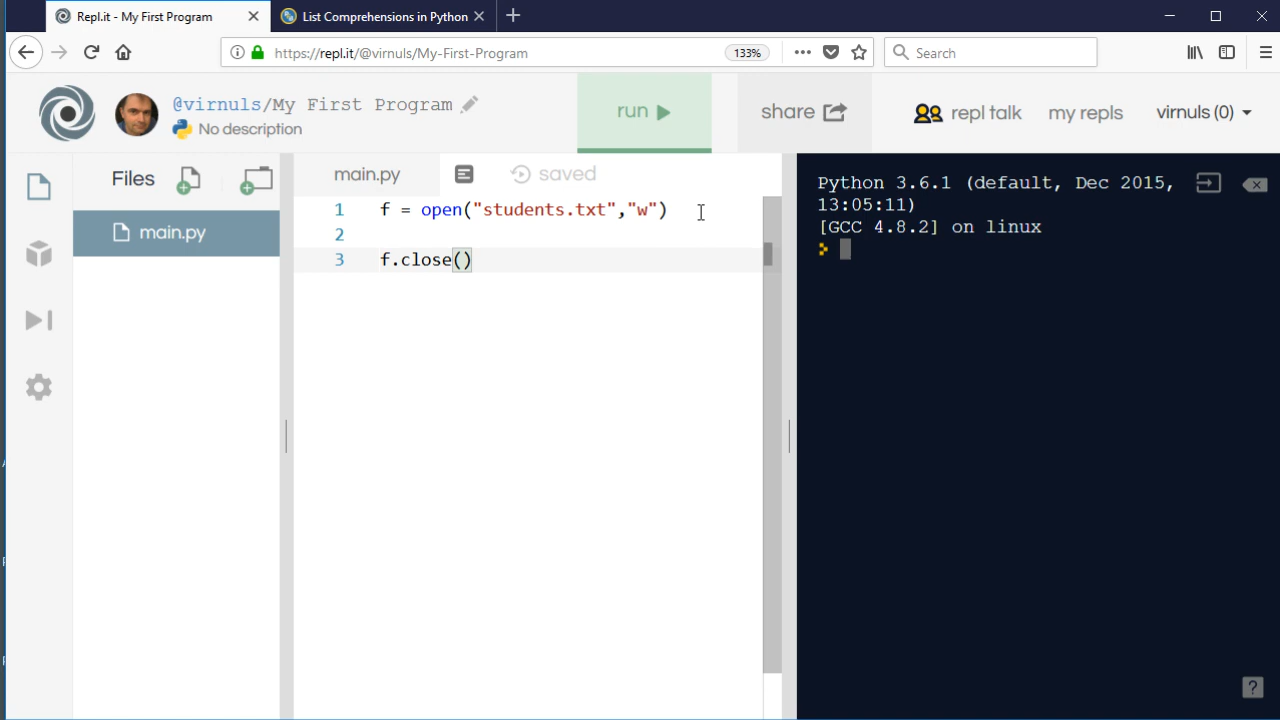 Repl.it - My First Program
List Comprehensions in Python
https://repl.it/@virnuls/My-First-Program
133%
Search
@virnuls/My First Program
No description
run
share
repl talk
my repls
virnuls (0)
Files
main.py
saved
main.py
1 f = open("students.txt","w")
2
3 f.close()
Python 3.6.1 (default, Dec 2015,
13:05:11)
[GCC 4.8.2] on linux
?